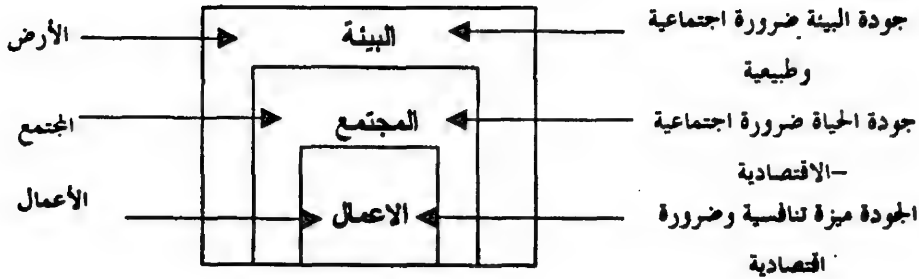 جودة البيئة ضرورة اجتماعية
وطبيعية
البيئة
الأرض
جودة الحياة ضرورة اجتماعية
–الاقتصادية
المجتمع
المجتمع
الجودة ميزة تنافسية وضرورة
اقتصادية
الاعمال
الأعمال